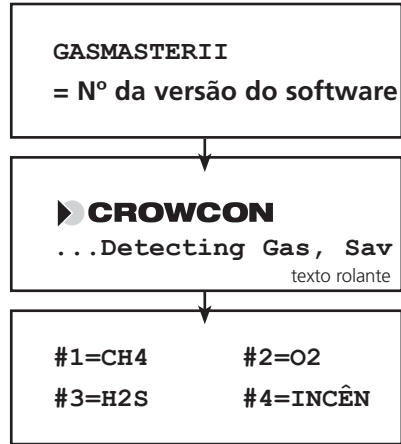 GASMASTERII
= Nº da versão do software
CROWCON
...Detecting Gas, Sav
texto rolante
#1=CH4 #2=O2
#3=H2S #4=INCÊN